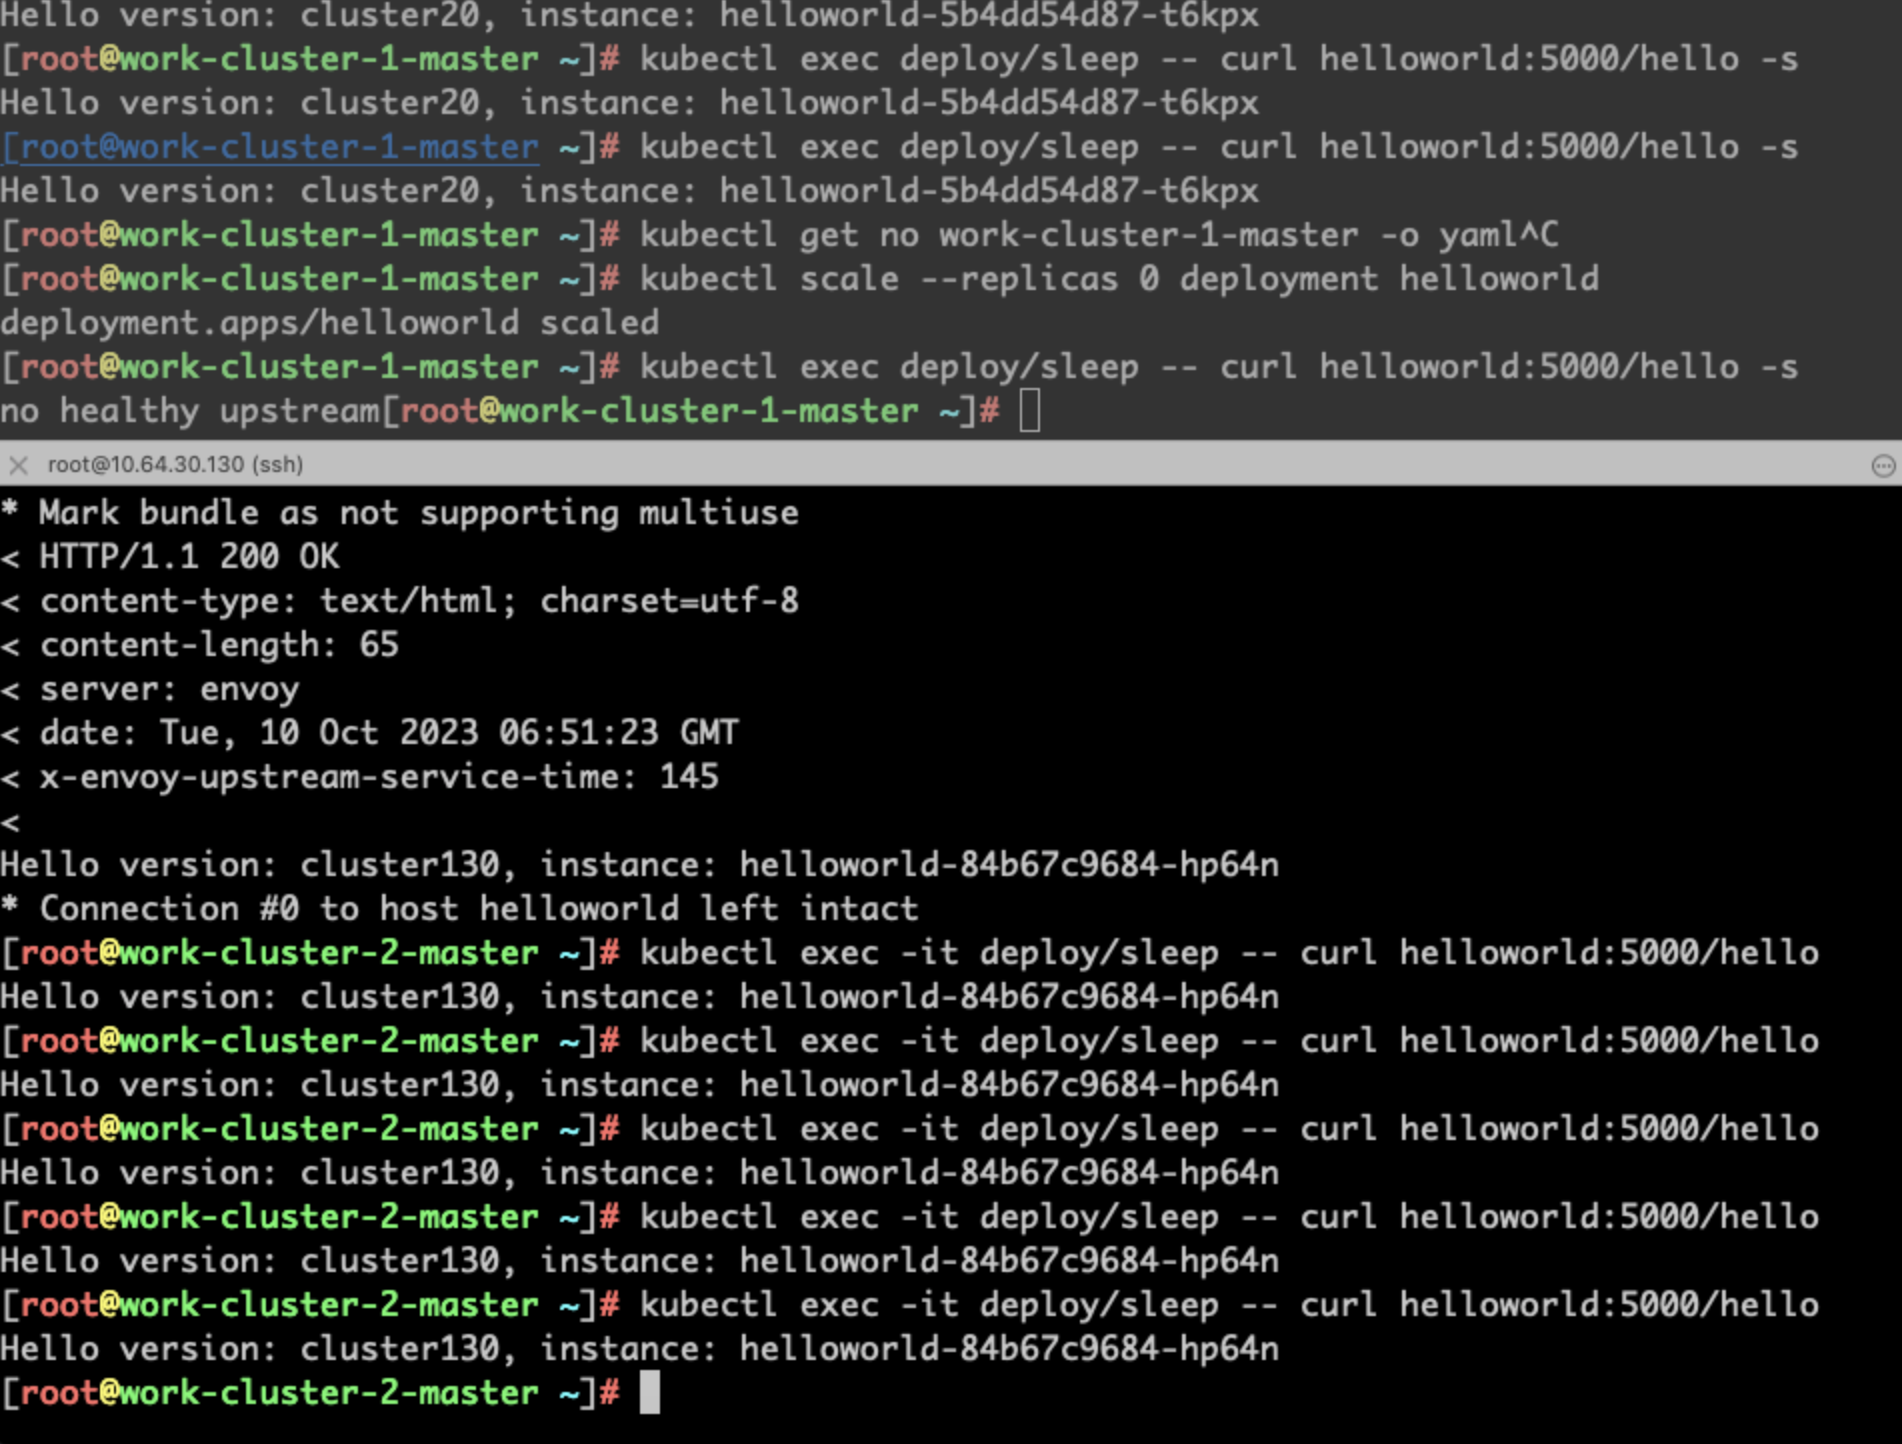 Hello version: cluster20, instance: helloworld-5b4dd54d87-t6kpx
[root@work-cluster-1-master ~]# kubectl exec deploy/sleep -- curl helloworld:5000/hello -s
Hello version: cluster20, instance: helloworld-5b4dd54d87-t6kpx
[root@work-cluster-1-master ~]# kubectl exec deploy/sleep -- curl helloworld:5000/hello -s
Hello version: cluster20, instance: helloworld-5b4dd54d87-t6kpx
[root@work-cluster-1-master ~]# kubectl get no work-cluster-1-master -o yaml^C
[root@work-cluster-1-master ~]# kubectl scale --replicas 0 deployment helloworld
deployment.apps/helloworld scaled
[root@work-cluster-1-master ~]# kubectl exec deploy/sleep -- curl helloworld:5000/hello -s
no healthy upstream[root@work-cluster-1-master ~]#
root@10.64.30.130 (ssh)
* Mark bundle as not supporting multiuse
< HTTP/1.1 200 OK
< content-type: text/html; charset=utf-8
< content-length: 65
< server: envoy
< date: Tue, 10 Oct 2023 06:51:23 GMT
< x-envoy-upstream-service-time: 145
<
Hello version: cluster130, instance: helloworld-84b67c9684-hp64n
* Connection #0 to host helloworld left intact
[root@work-cluster-2-master ~]# kubectl exec -it deploy/sleep -- curl helloworld:5000/hello
Hello version: cluster130, instance: helloworld-84b67c9684-hp64n
[root@work-cluster-2-master ~]# kubectl exec -it deploy/sleep -- curl helloworld:5000/hello
Hello version: cluster130, instance: helloworld-84b67c9684-hp64n
[root@work-cluster-2-master ~]# kubectl exec -it deploy/sleep -- curl helloworld:5000/hello
Hello version: cluster130, instance: helloworld-84b67c9684-hp64n
[root@work-cluster-2-master ~]# kubectl exec -it deploy/sleep -- curl helloworld:5000/hello
Hello version: cluster130, instance: helloworld-84b67c9684-hp64n
[root@work-cluster-2-master ~]# kubectl exec -it deploy/sleep -- curl helloworld:5000/hello
Hello version: cluster130, instance: helloworld-84b67c9684-hp64n
[root@work-cluster-2-master ~]#